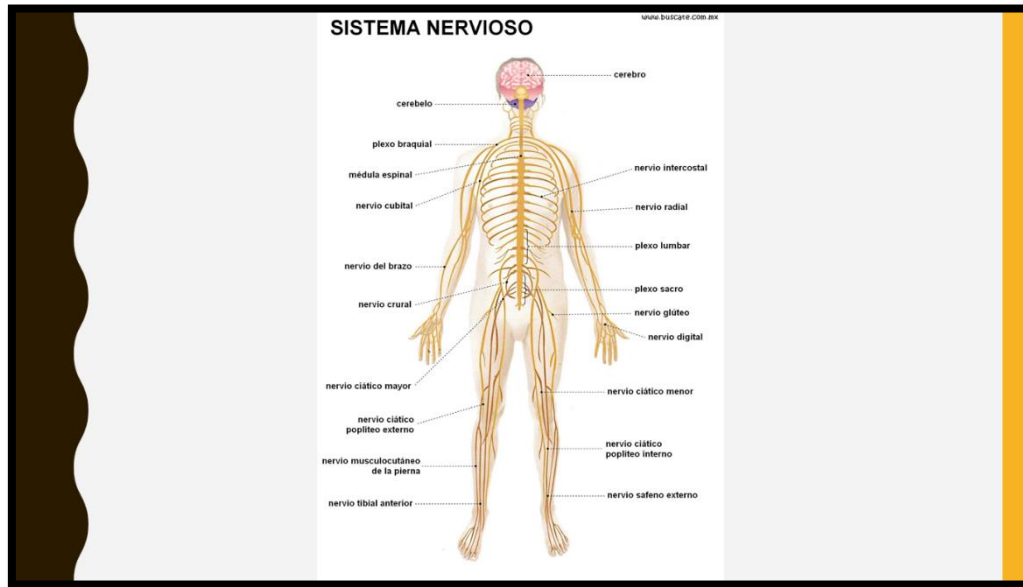 www.buscate.com.mx
SISTEMA NERVIOSO
cerebro
cerebelo
plexo braquial
médula espinal
nervio intercostal
nervio cubital
nervio radial
plexo lumbar
nervio del brazo
plexo sacro
nervio crural
nervio glúteo
nervio digital
nervio ciático mayor
nervio ciático menor
nervio ciático
popliteo externo
nervio ciático
popliteo interno
nervio musculocutáneo
de la pierna
nervio safeno externo
nervio tibial anterior